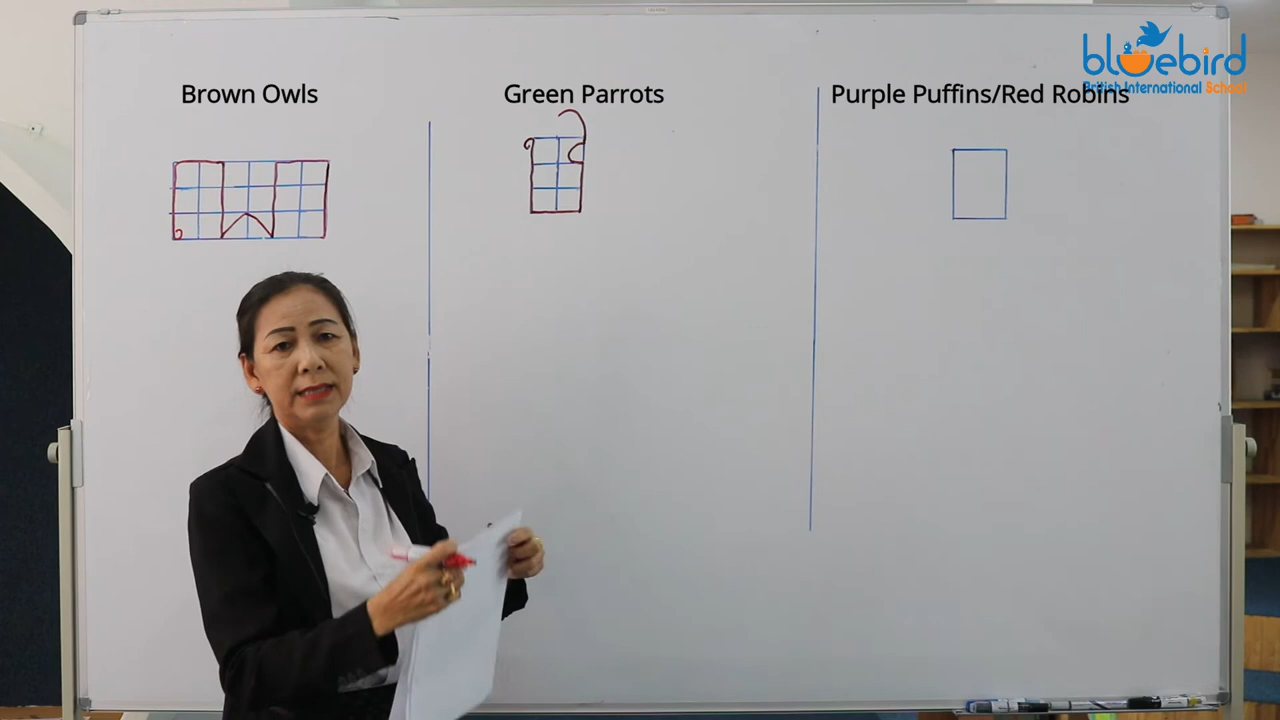 bluebird
British International School
Brown Owls
Green Parrots
Purple Puffins/Red Robins